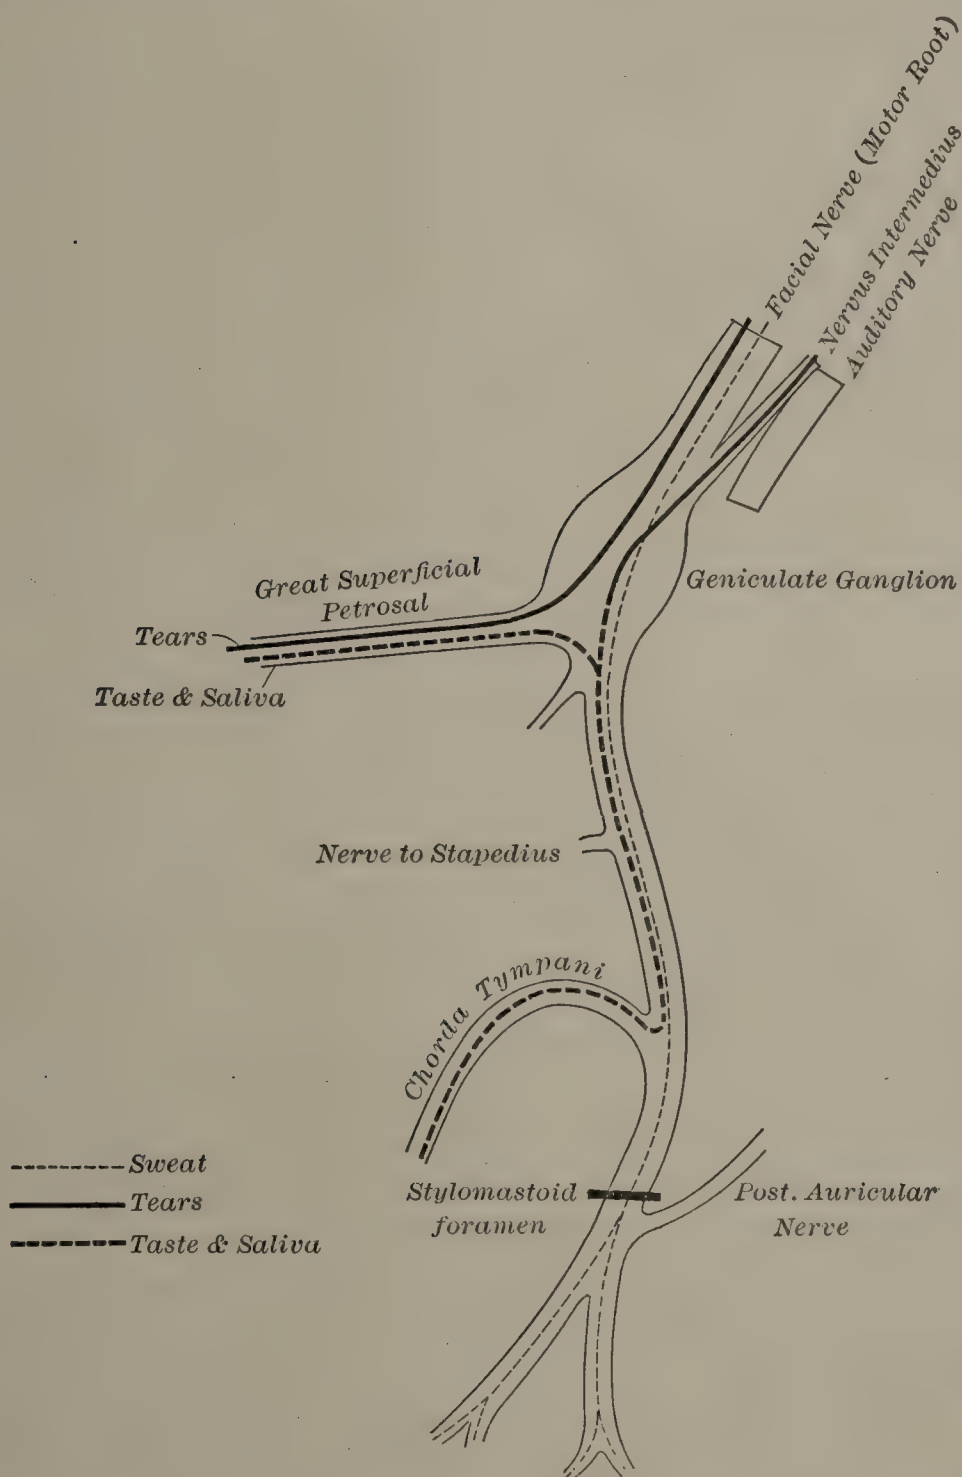 Facial Nerve (Motor Root)
Nervus Intermedius
Auditory Nerve
Great Superficial
Petrosal
Geniculate Ganglion
Tears
Taste & Saliva
Nerve to Stapedius
Chorda Tympani
Sweat
Tears
Taste & Saliva
Stylomastoid
foramen
Post. Auricular
Nerve